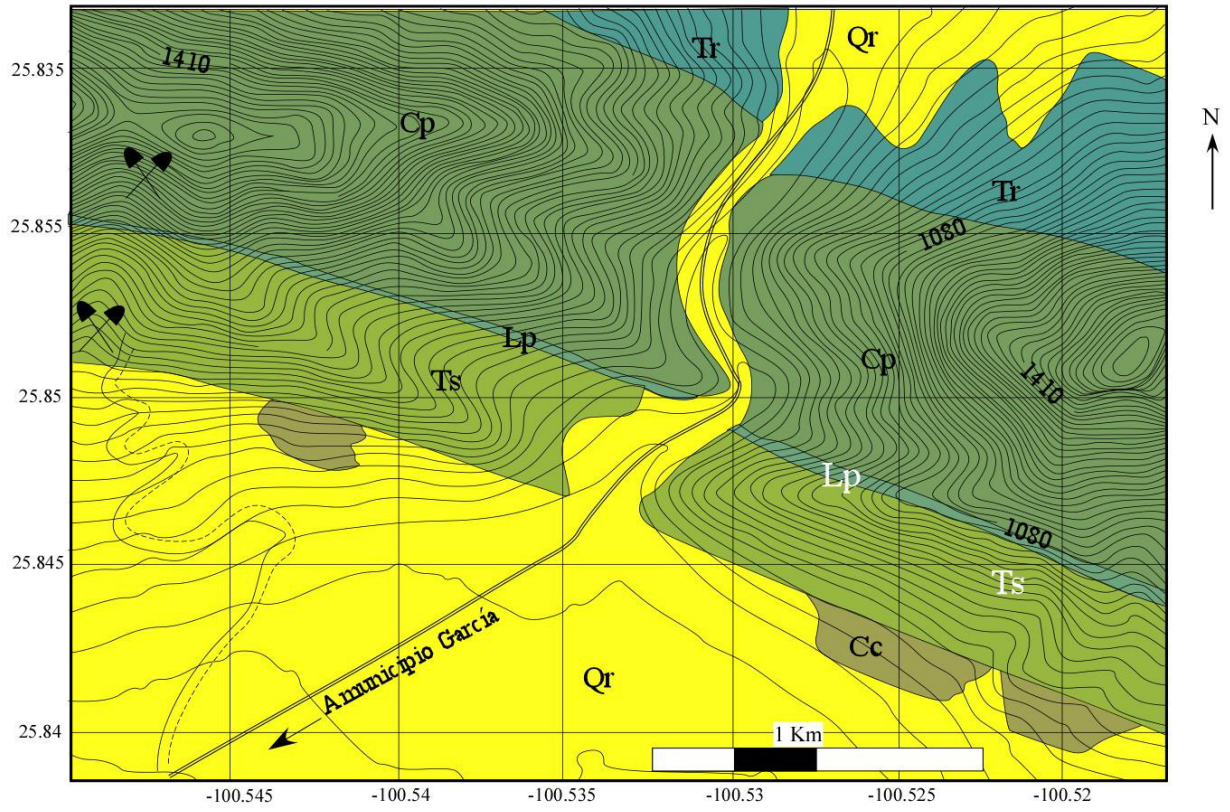 Tr
Qr
N
25.835
1410
Cp
Tr
25.855
1080
Lp
Cp
Ts
1410
25.85
Lp
1080
25.845
Ts
Cc
A municipio García
Qr
25.84
1 Km
-100.545
-100.54
-100.535
-100.53
-100.525
-100.52